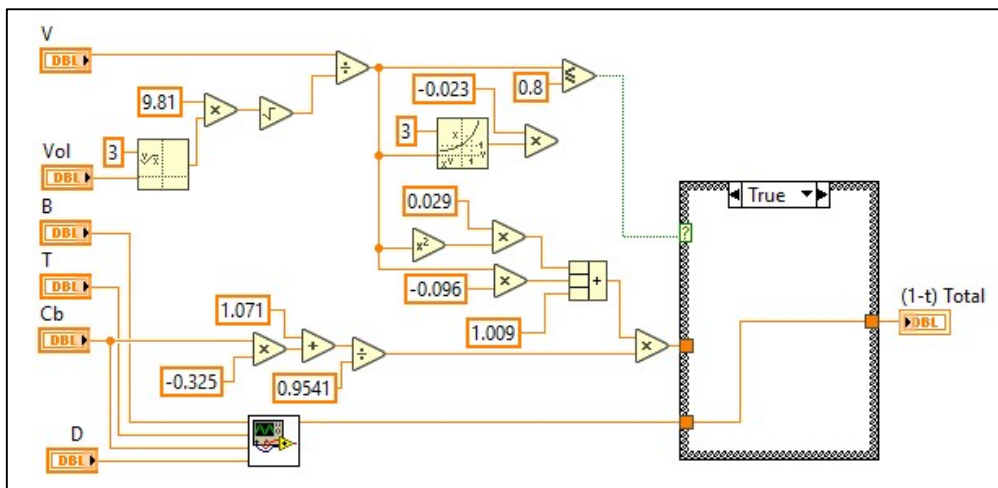 V
DBL
9.81
3
Vol
DBL
-0.023
3
0.8
B
DBL
T
DBL
Cb
DBL
0.029
-0.096
1.009
1.071
-0.325
0.9541
D
DBL
True
?
(1-t) Total
DBL